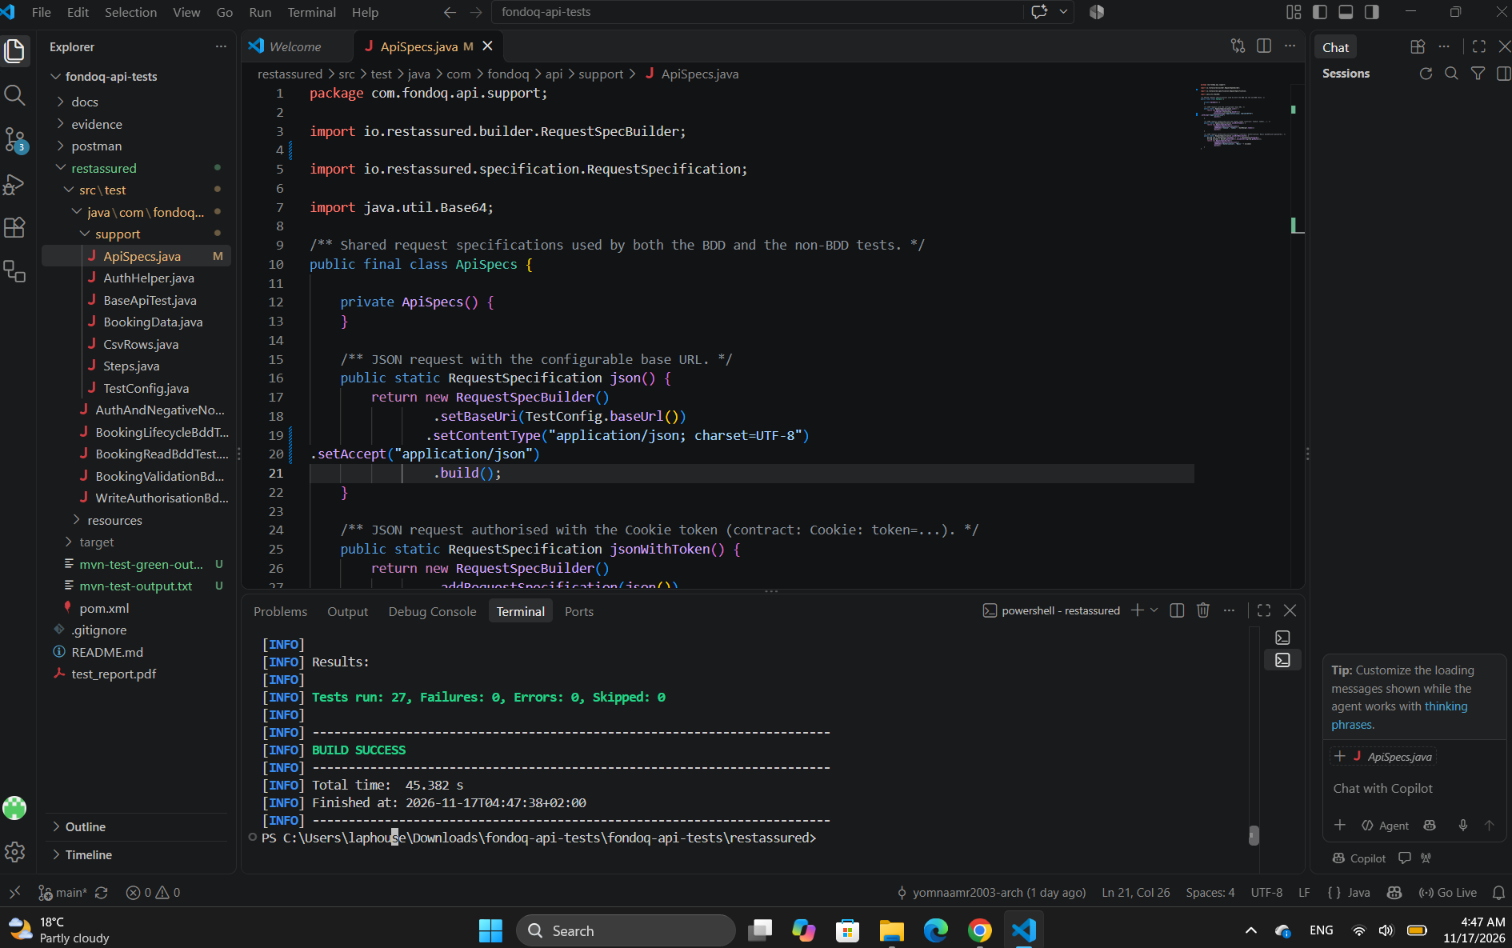 File Edit Selection View Go Run Terminal Help
fondoq-api-tests
Explorer
fondoq-api-tests
docs
evidence
postman
restassured
src\test
java\com\fondoq...
support
ApiSpecs.java M
AuthHelper.java
BaseApiTest.java
BookingData.java
CsvRows.java
Steps.java
TestConfig.java
AuthAndNegativeNo...
BookingLifecycleBddT...
BookingReadBddTest....
BookingValidationBd...
WriteAuthorisationBd...
resources
target
mvn-test-green-out... U
mvn-test-output.txt U
pom.xml
.gitignore
README.md
test_report.pdf
Outline
Timeline
3
Welcome
ApiSpecs.java M
restassured > src > test > java > com > fondoq > api > support > ApiSpecs.java
1 package com.fondoq.api.support;
2
3 import io.restassured.builder.RequestSpecBuilder;
4
5 import io.restassured.specification.RequestSpecification;
6
7 import java.util.Base64;
8
9 /** Shared request specifications used by both the BDD and the non-BDD tests. */
10 public final class ApiSpecs {
11
12 private ApiSpecs() {
13 }
14
15 /** JSON request with the configurable base URL. */
16 public static RequestSpecification json() {
17 return new RequestSpecBuilder()
18 .setBaseUri(TestConfig.baseUrl())
19 .setContentType("application/json; charset=UTF-8")
20 .setAccept("application/json")
21 .build();
22 }
23
24 /** JSON request authorised with the Cookie token (contract: Cookie: token=...). */
25 public static RequestSpecification jsonWithToken() {
26 return new RequestSpecBuilder()
27 .addRequestSpecification(json())
Problems Output Debug Console Terminal Ports
powershell - restassured
[INFO]
[INFO] Results:
[INFO]
[INFO] Tests run: 27, Failures: 0, Errors: 0, Skipped: 0
[INFO]
[INFO] ------------------------------------------------------------------------
[INFO] BUILD SUCCESS
[INFO] ------------------------------------------------------------------------
[INFO] Total time:  45.382 s
[INFO] Finished at: 2026-11-17T04:47:38+02:00
[INFO] ------------------------------------------------------------------------
PS C:\Users\laphouse\Downloads\fondoq-api-tests\fondoq-api-tests\restassured>
Chat
Sessions
Tip: Customize the loading
messages shown while the
agent works with thinking
phrases.
ApiSpecs.java
Chat with Copilot
Agent
Copilot
main* 0 0
yomnaamr2003-arch (1 day ago) Ln 21, Col 26 Spaces: 4 UTF-8 LF {} Java Go Live
18°C
Partly cloudy
Search
ENG
4:47 AM
11/17/2026